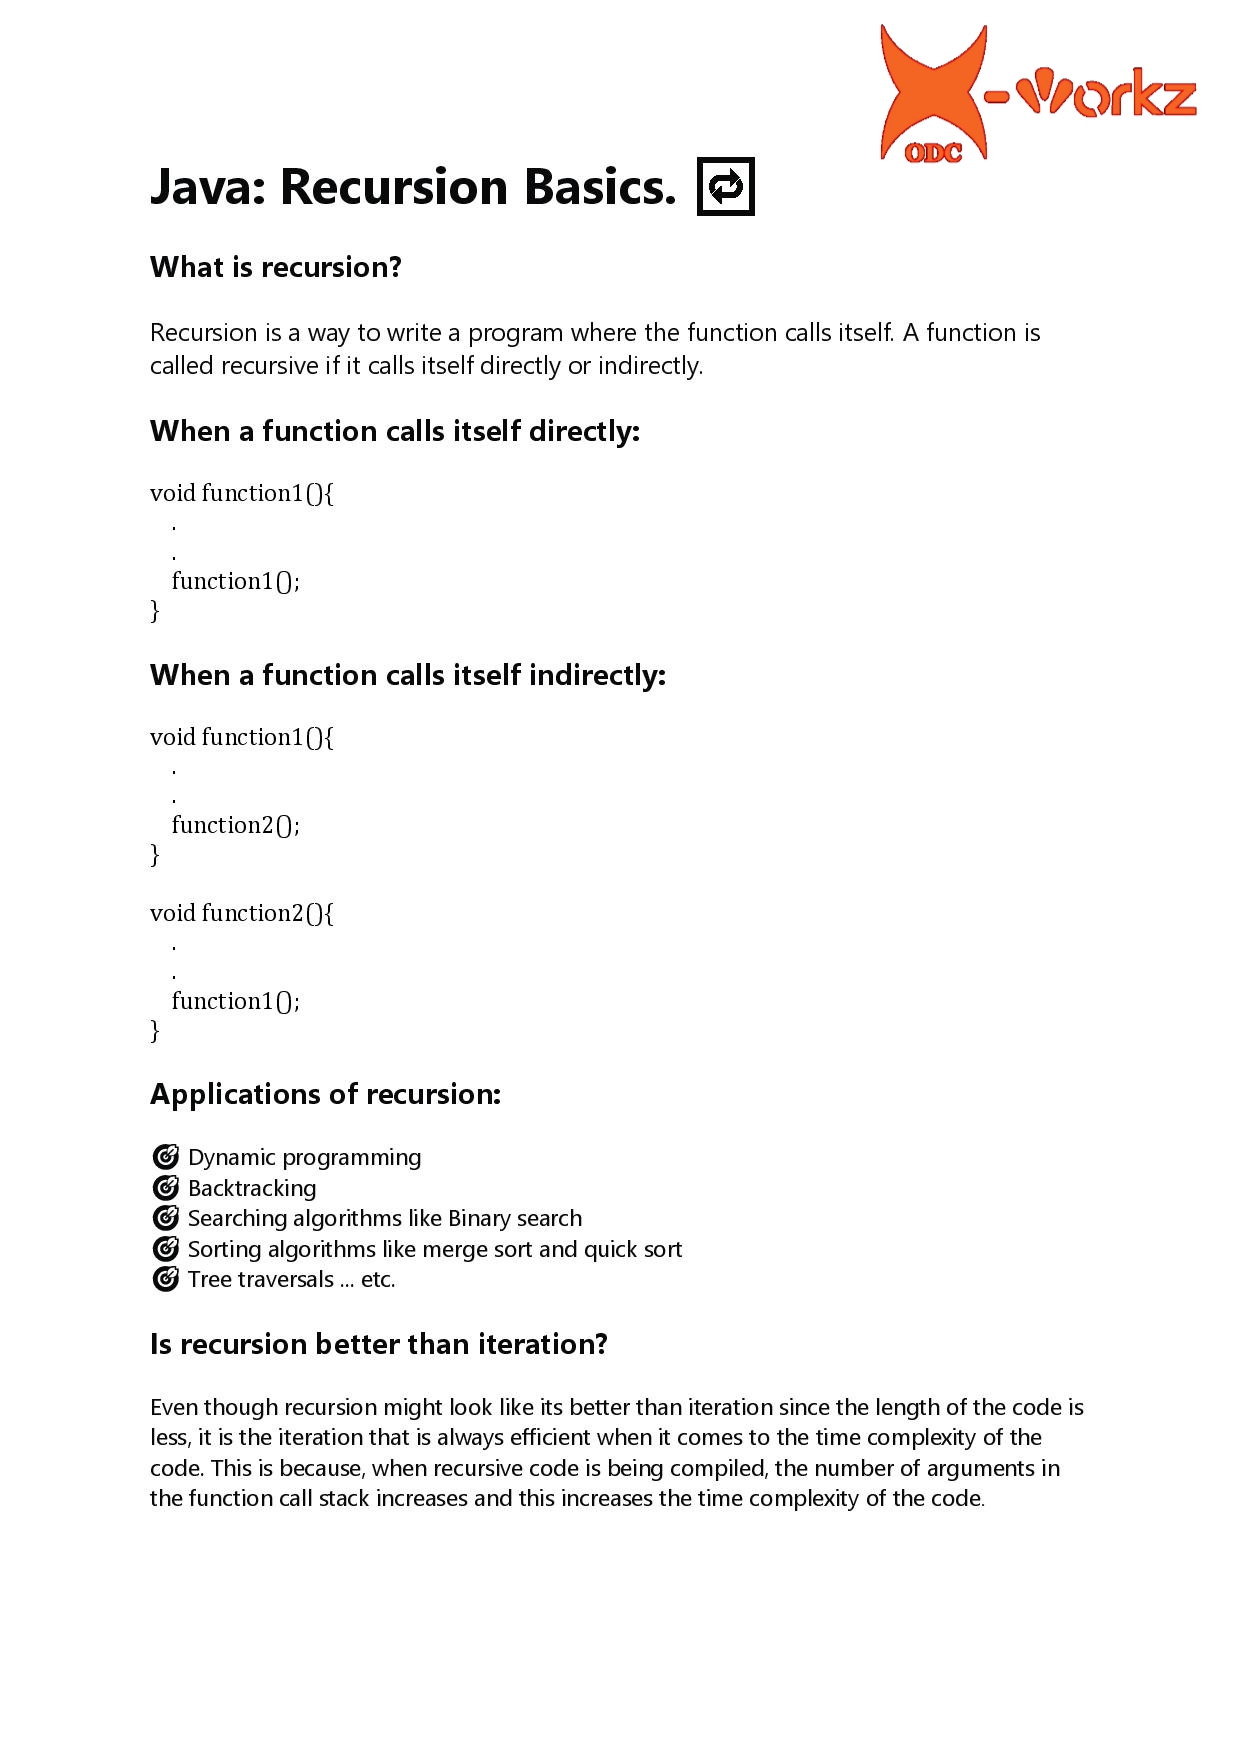 X-workz
ODC
Java: Recursion Basics.
What is recursion?
Recursion is a way to write a program where the function calls itself. A function is
called recursive if it calls itself directly or indirectly.
When a function calls itself directly:
void function1(){
.
.
function1();
}
When a function calls itself indirectly:
void function1(){
.
.
function2();
}
void function2(){
.
.
function1();
}
Applications of recursion:
Dynamic programming
Backtracking
Searching algorithms like Binary search
Sorting algorithms like merge sort and quick sort
Tree traversals ... etc.
Is recursion better than iteration?
Even though recursion might look like its better than iteration since the length of the code is
less, it is the iteration that is always efficient when it comes to the time complexity of the
code. This is because, when recursive code is being compiled, the number of arguments in
the function call stack increases and this increases the time complexity of the code.